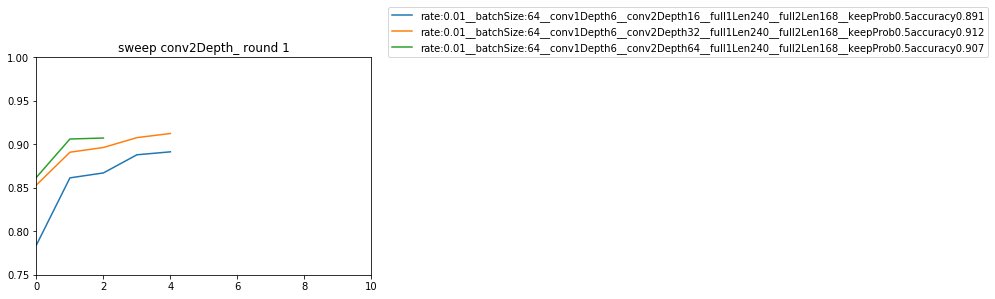 rate:0.01__batchSize:64__conv1Depth6__conv2Depth16__full1Len240__full2Len168__keepProb0.5accuracy0.891
rate:0.01__batchSize:64__conv1Depth6__conv2Depth32__full1Len240__full2Len168__keepProb0.5accuracy0.912
rate:0.01__batchSize:64__conv1Depth6__conv2Depth64__full1Len240__full2Len168__keepProb0.5accuracy0.907
sweep conv2Depth_ round 1
1.00
0.95
0.90
0.85
0.80
0.75
0 2 4 6 8 10